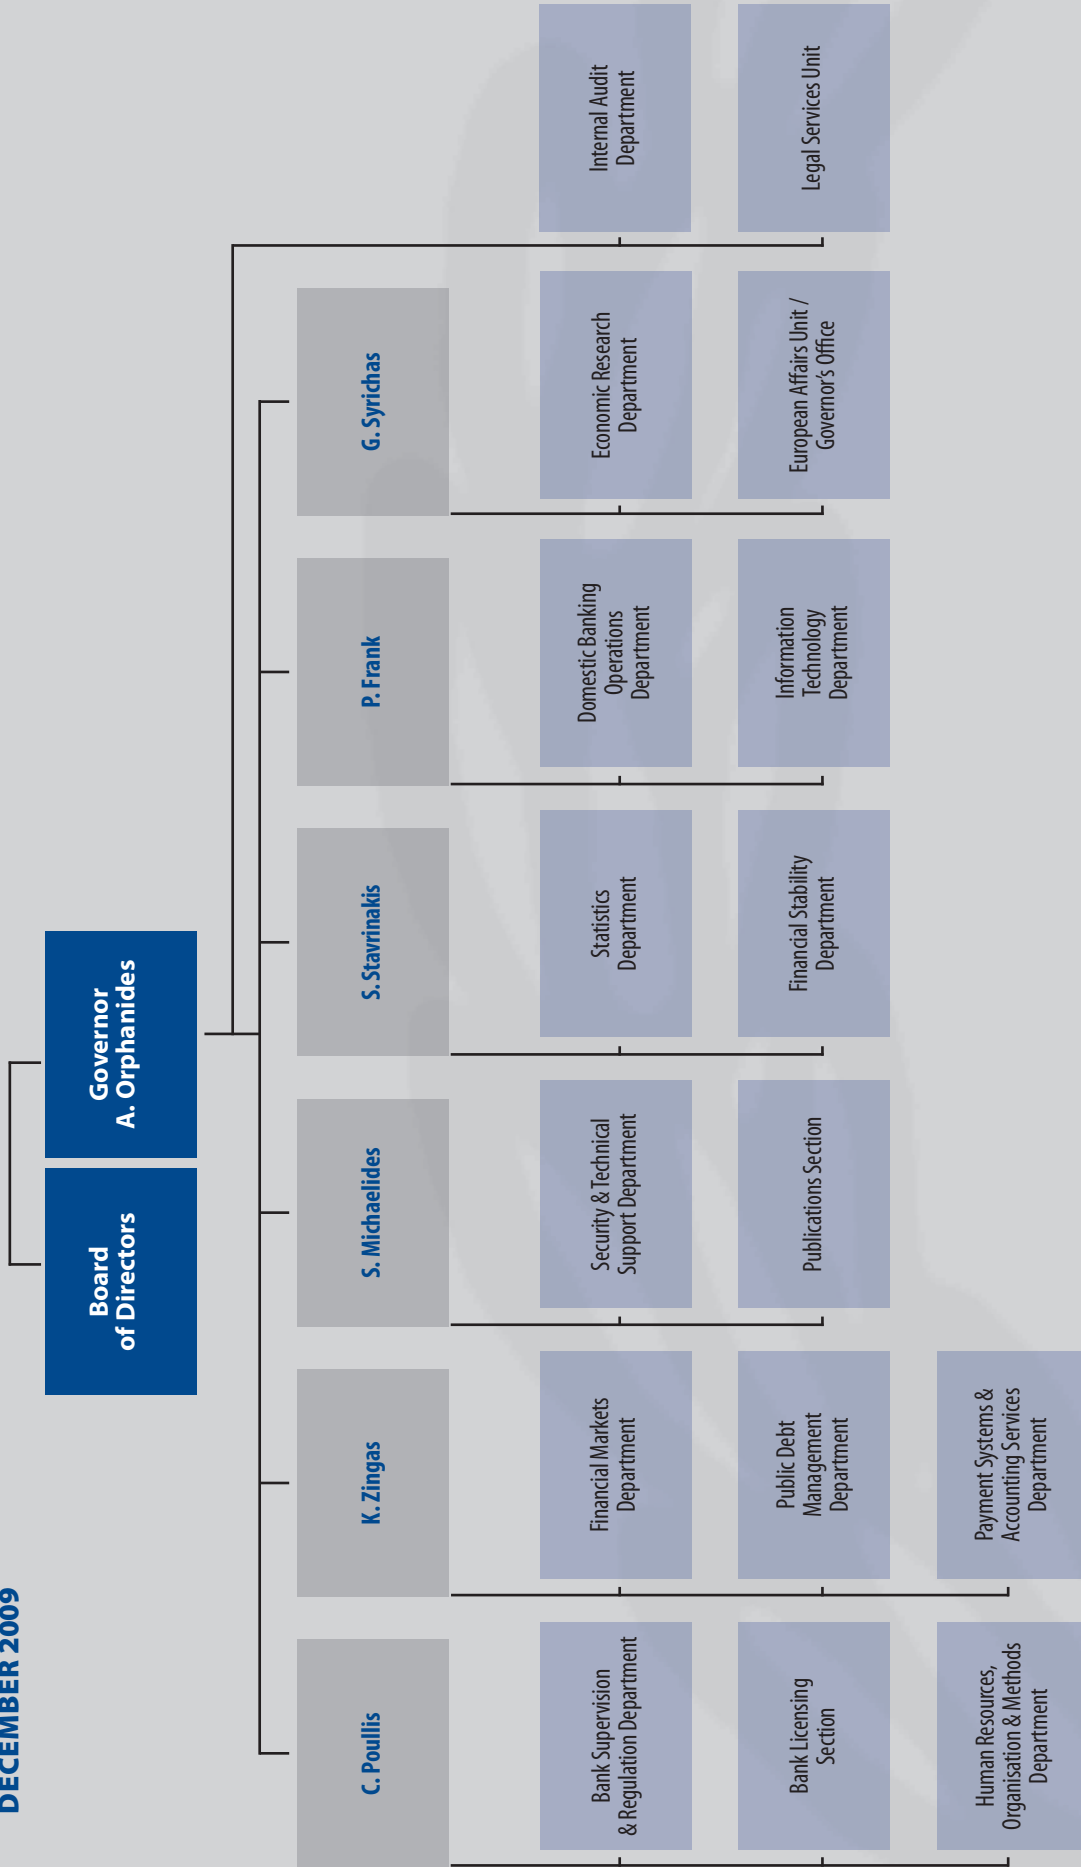 DECEMBER 2009
Board
of Directors
Governor
A. Orphanides
C. Poullis
K. Zingas
S. Michaelides
S. Stavrinakis
P. Frank
G. Syrichas
Bank Supervision
& Regulation Department
Financial Markets
Department
Security & Technical
Support Department
Statistics
Department
Domestic Banking
Operations
Department
Economic Research
Department
Internal Audit
Department
Bank Licensing
Section
Public Debt
Management
Department
Publications Section
Financial Stability
Department
Information
Technology
Department
European Affairs Unit /
Governor's Office
Legal Services Unit
Human Resources,
Organisation & Methods
Department
Payment Systems &
Accounting Services
Department